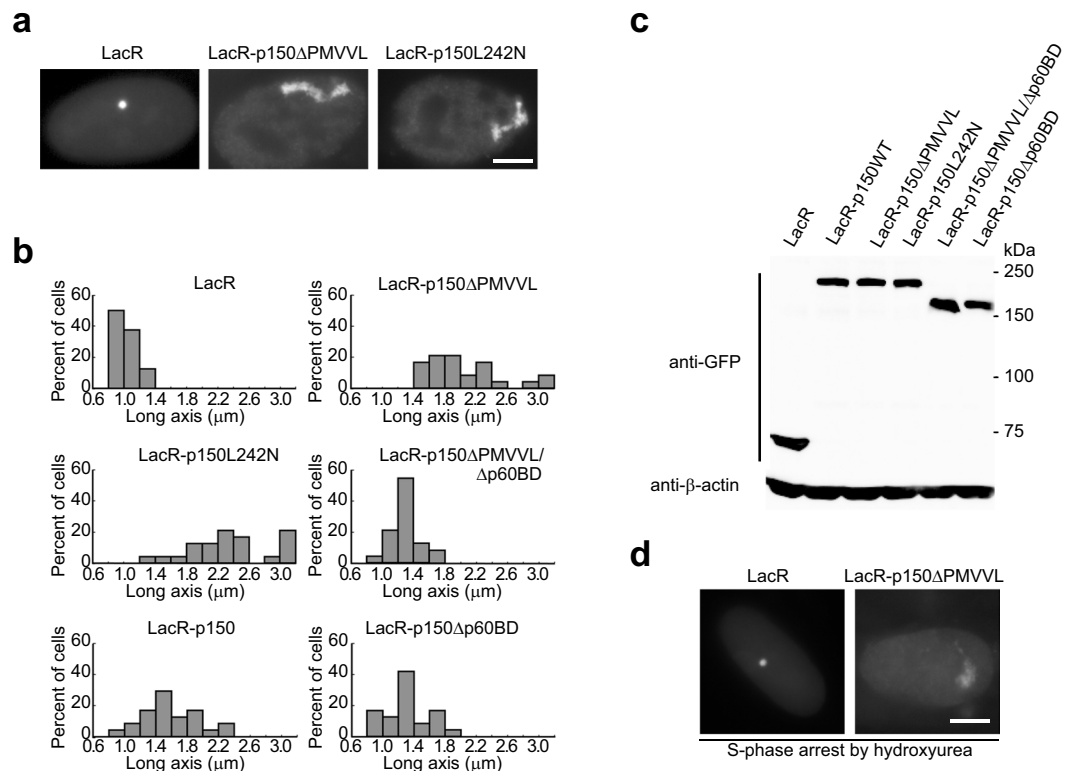 a
LacR
LacR-p150ΔPMVVL
LacR-p150L242N
b
LacR
Percent of cells
60
40
20
0
0.6 1.0 1.4 1.8 2.2 2.6 3.0
Long axis (μm)
LacR-p150ΔPMVVL
Percent of cells
60
40
20
0
0.6 1.0 1.4 1.8 2.2 2.6 3.0
Long axis (μm)
LacR-p150L242N
Percent of cells
60
40
20
0
0.6 1.0 1.4 1.8 2.2 2.6 3.0
Long axis (μm)
LacR-p150ΔPMVVL/
Δp60BD
Percent of cells
60
40
20
0
0.6 1.0 1.4 1.8 2.2 2.6 3.0
Long axis (μm)
LacR-p150
Percent of cells
60
40
20
0
0.6 1.0 1.4 1.8 2.2 2.6 3.0
Long axis (μm)
LacR-p150Δp60BD
Percent of cells
60
40
20
0
0.6 1.0 1.4 1.8 2.2 2.6 3.0
Long axis (μm)
c
LacR
LacR-p150WT
LacR-p150ΔPMVVL
LacR-p150L242N
LacR-p150ΔPMVVL/Δp60BD
LacR-p150Δp60BD
kDa
- 250
- 150
- 100
- 75
anti-GFP
anti-β-actin
d
LacR
LacR-p150ΔPMVVL
S-phase arrest by hydroxyurea